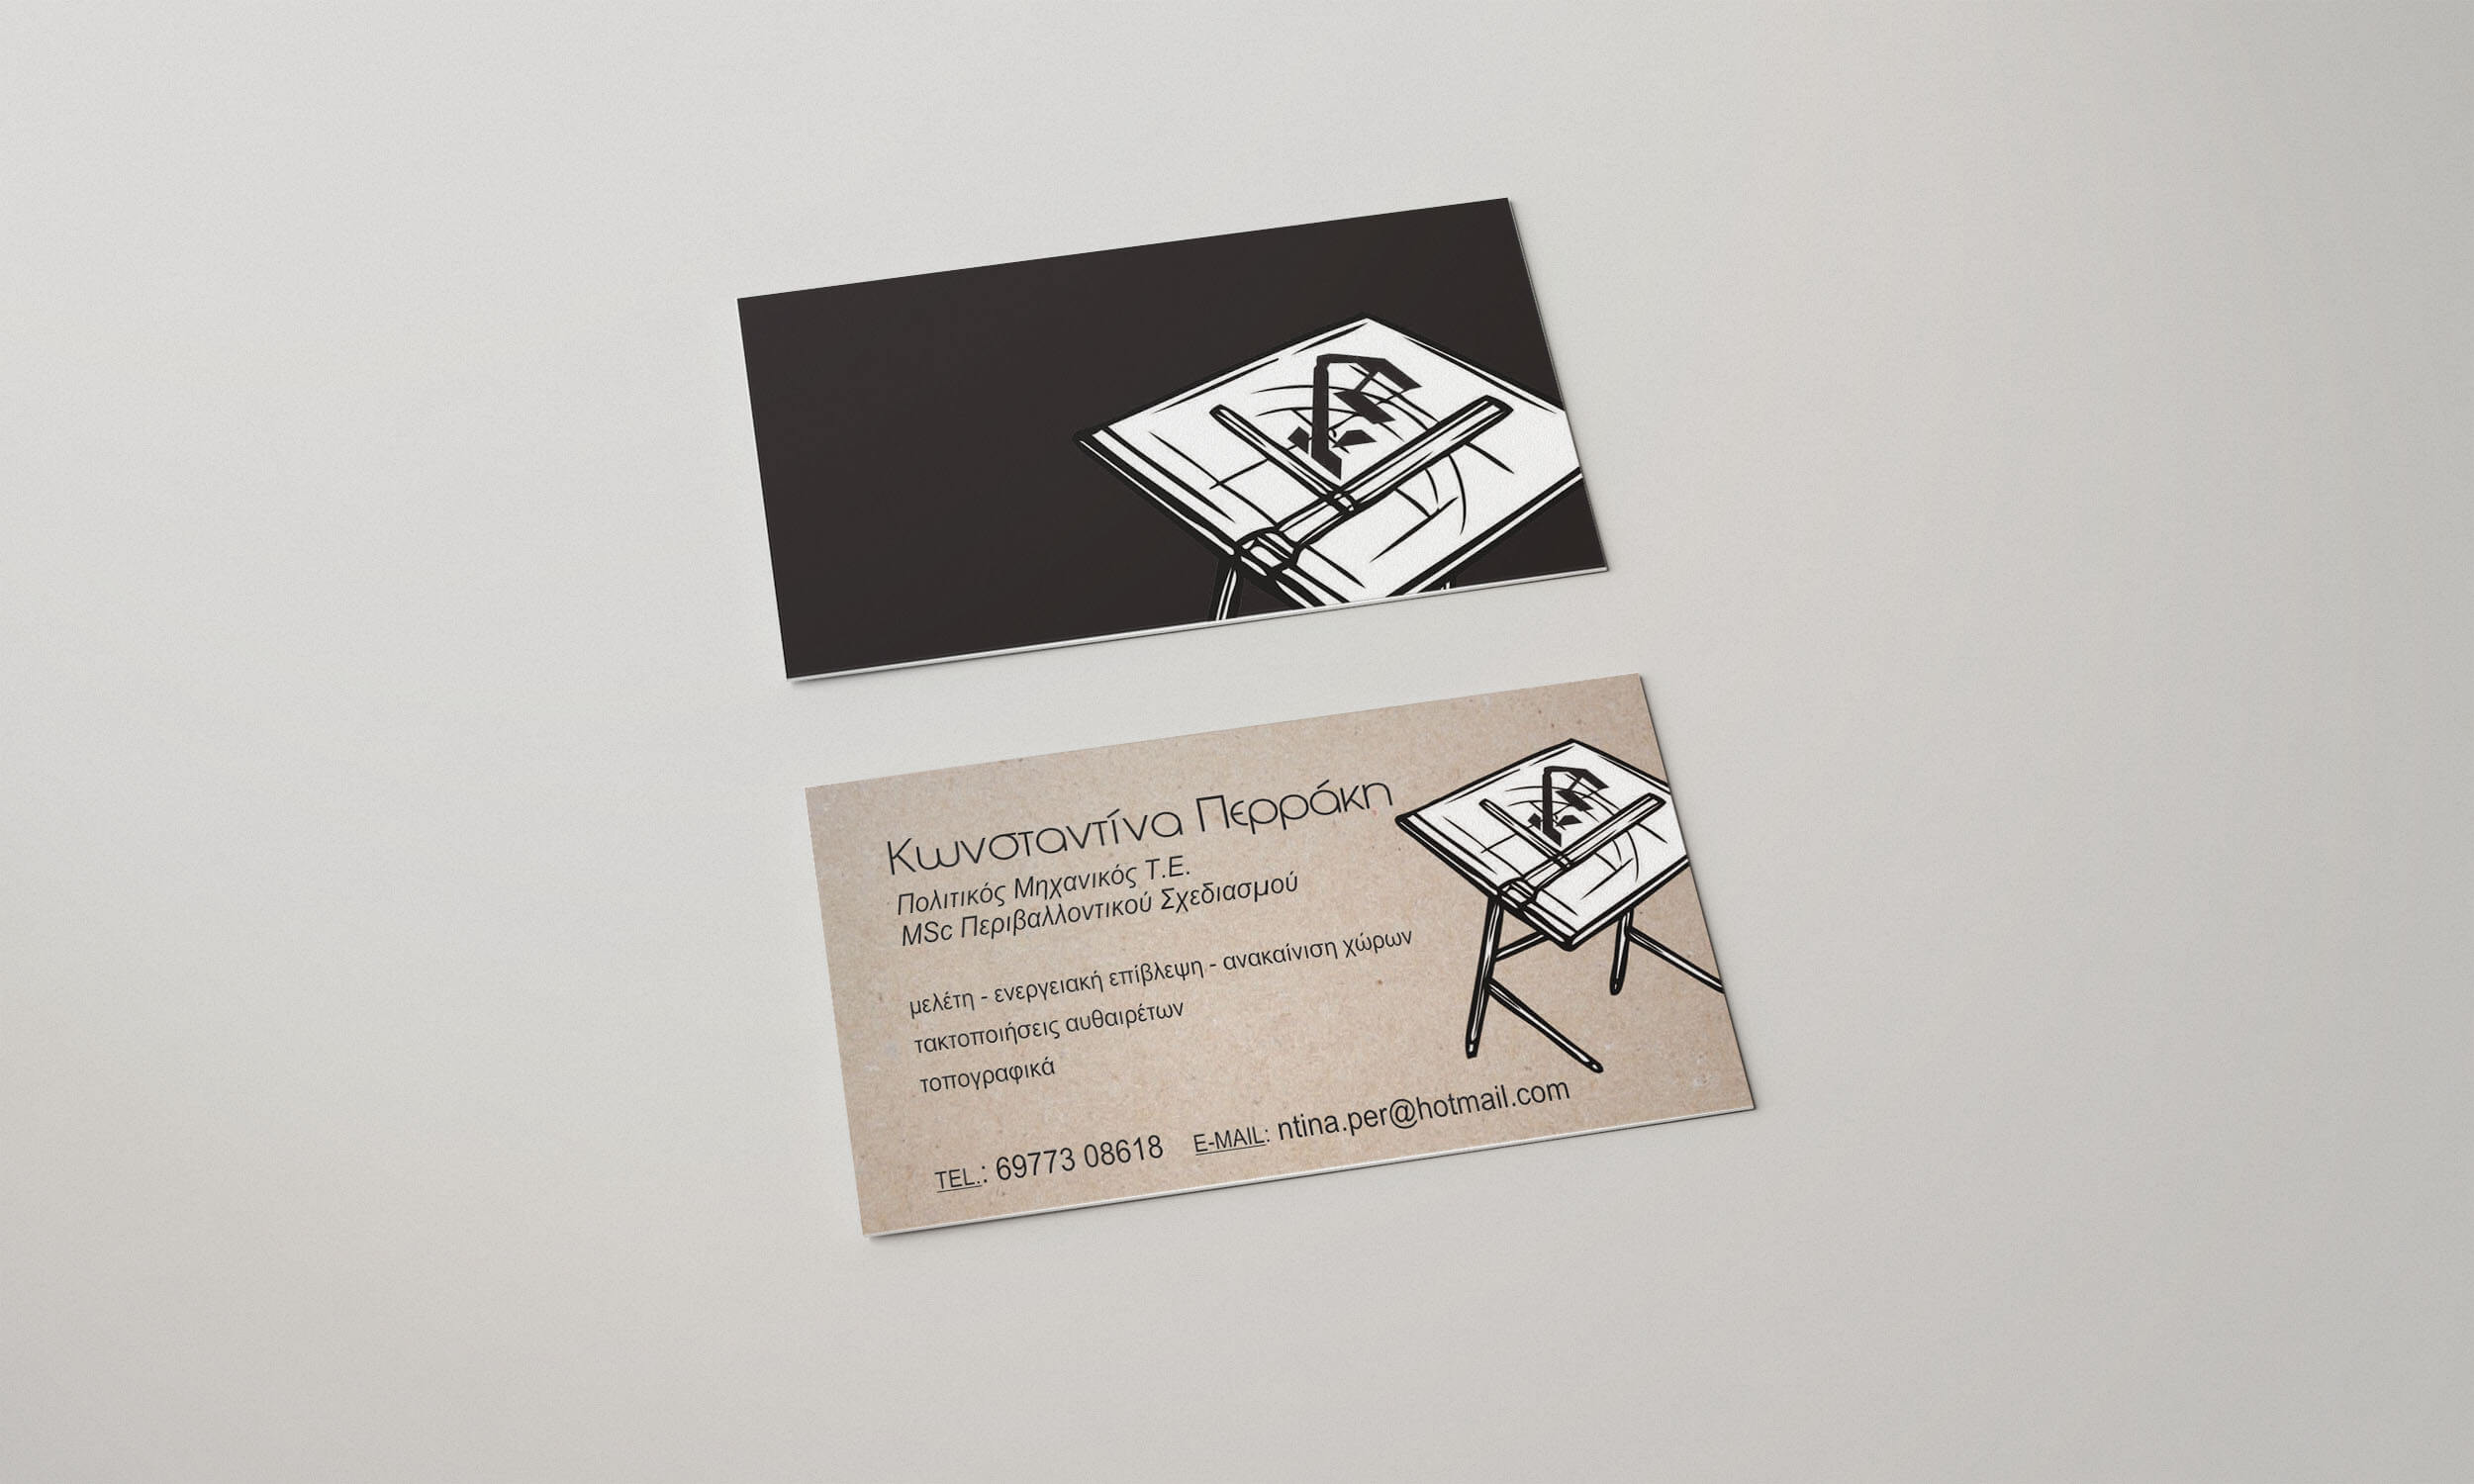 Κωνσταντίνα Περράκη
Πολιτικός Μηχανικός Τ.Ε.
MSc Περιβαλλοντικού Σχεδιασμού
μελέτη - ενεργειακή επίβλεψη - ανακαίνιση χώρων
τακτοποιήσεις αυθαιρέτων
τοπογραφικά
TEL.: 69773 08618 E-MAIL: ntina.per@hotmail.com